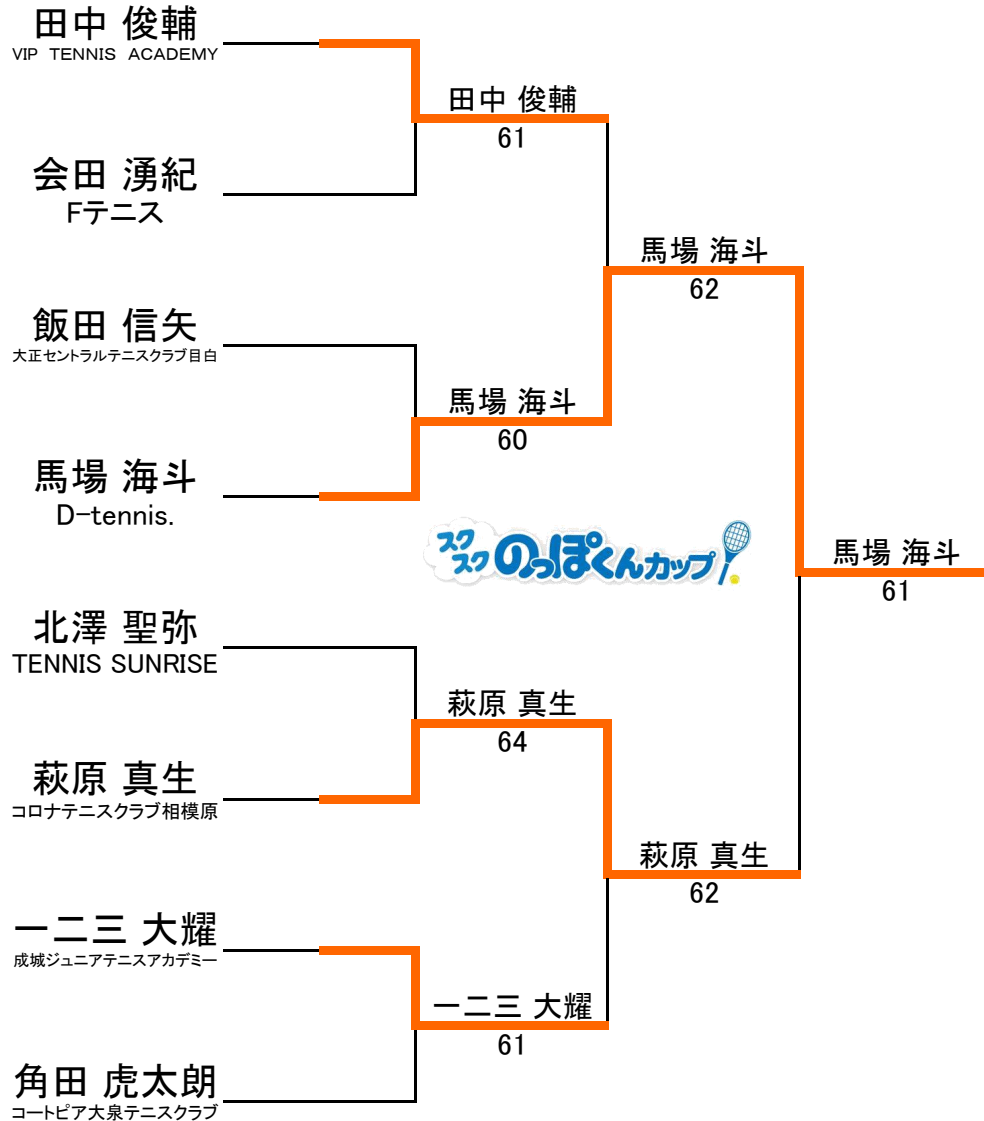 田中 俊輔
VIP TENNIS ACADEMY
会田 湧紀
Fテニス
飯田 信矢
大正セントラルテニスクラブ目白
馬場 海斗
D-tennis.
北澤 聖弥
TENNIS SUNRISE
萩原 真生
コロナテニスクラブ相模原
一二三 大耀
成城ジュニアテニスアカデミー
角田 虎太朗
コートピア大泉テニスクラブ
田中 俊輔
61
馬場 海斗
60
萩原 真生
64
一二三 大耀
61
馬場 海斗
62
萩原 真生
62
スクスク のっぽくんカップ
馬場 海斗
61